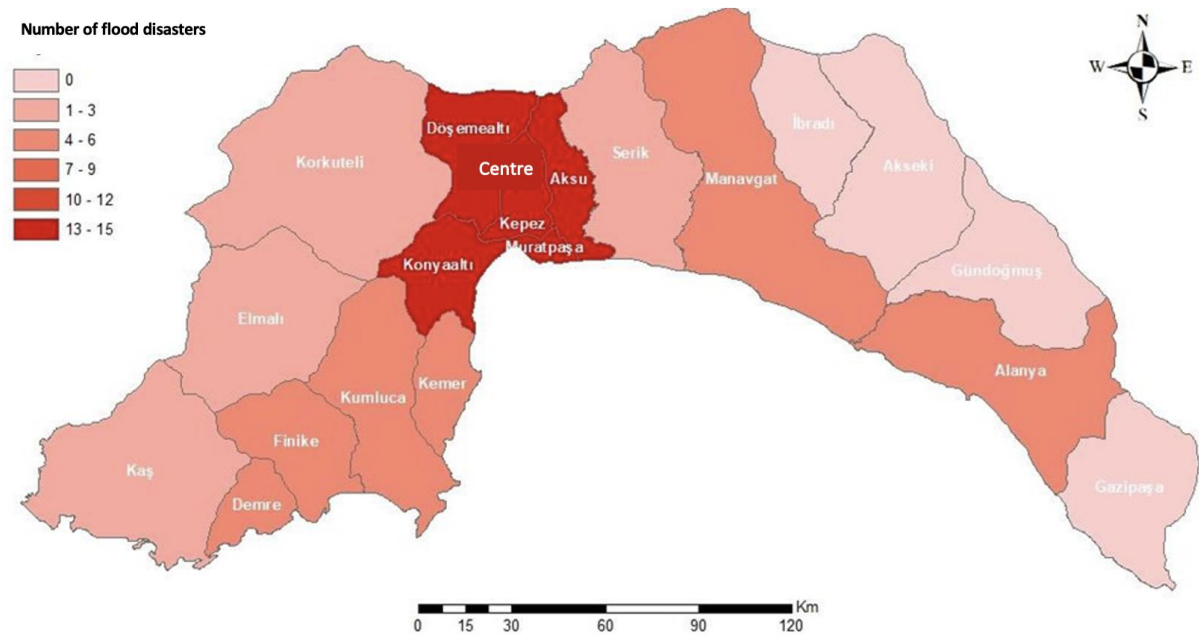 Number of flood disasters
0
1 - 3
4 - 6
7 - 9
10 - 12
13 - 15
N
W E
S
Döşemealtı
Korkuteli
Centre
Aksu
Serik
Manavgat
İbradı
Akseki
Kepez
Muratpaşa
Konyaaltı
Gündoğmuş
Elmalı
Alanya
Kemer
Kumluca
Finike
Kaş
Demre
Gazipaşa
Km
0 15 30 60 90 120